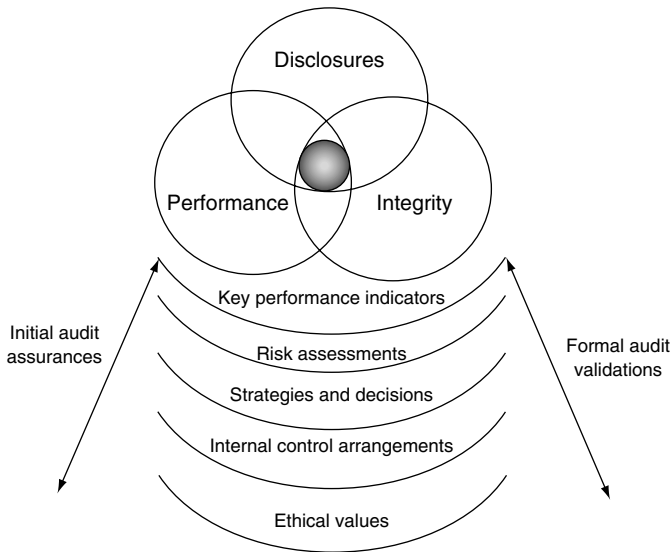 Disclosures
Performance
Integrity
Key performance indicators
Initial audit
assurances
Risk assessments
Formal audit
validations
Strategies and decisions
Internal control arrangements
Ethical values